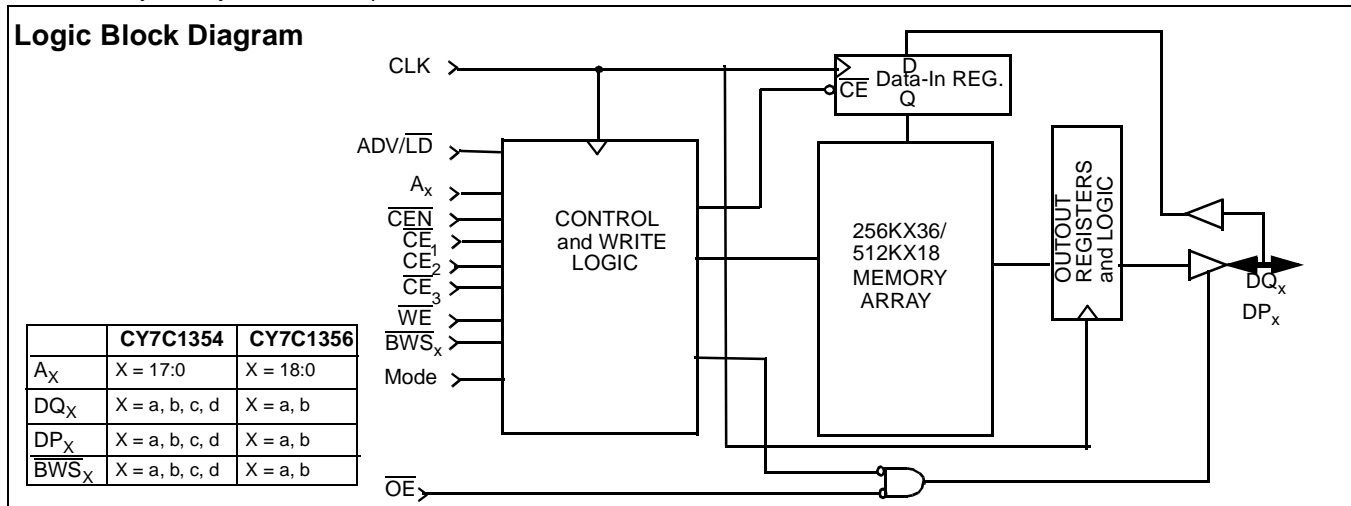 Logic Block Diagram
CLK
D
CE Data-In REG.
Q
ADV/LD
Ax
CEN
CE1
CE2
CE3
WE
BWSx
Mode
OE
CONTROL
and WRITE
LOGIC
256KX36/
512KX18
MEMORY
ARRAY
OUTOUT
REGISTERS
and LOGIC
DQx
DPx
CY7C1354 CY7C1356
AX X = 17:0 X = 18:0
DQX X = a, b, c, d X = a, b
DPX X = a, b, c, d X = a, b
BWSX X = a, b, c, d X = a, b